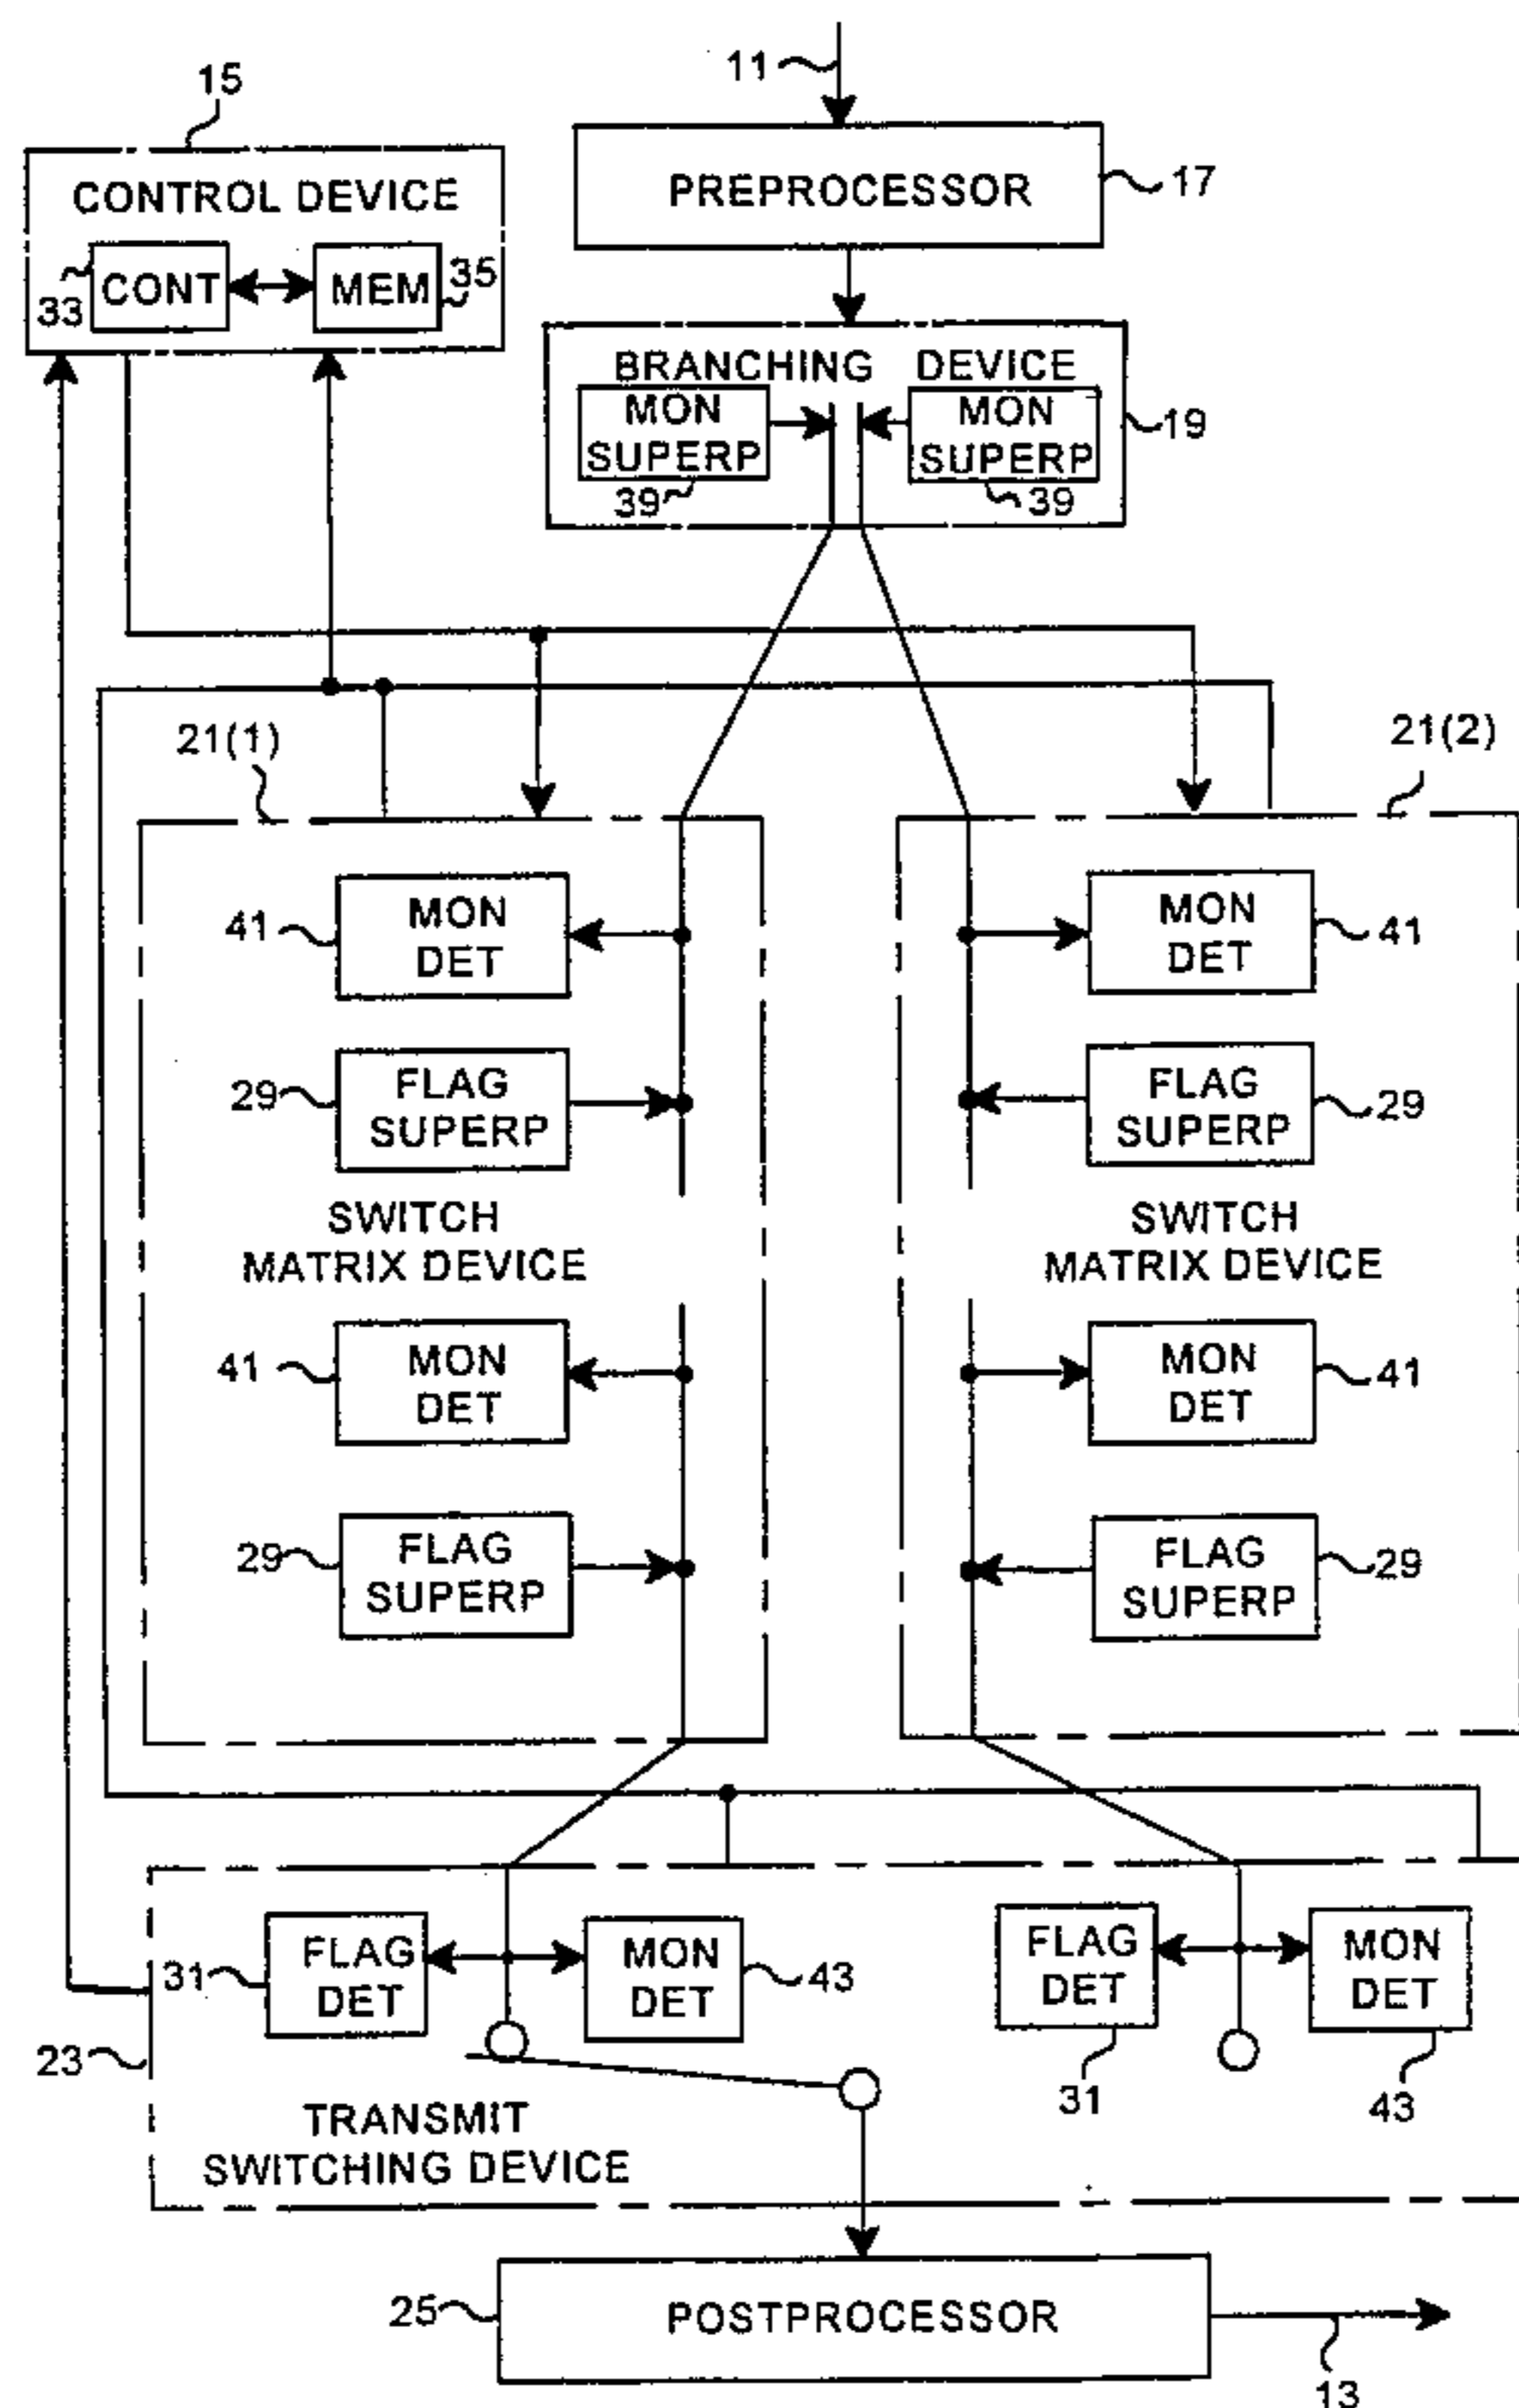 11
15
CONTROL DEVICE
33
CONT
MEM
35
PREPROCESSOR
17
BRANCHING DEVICE
MON
SUPERP
39
MON
SUPERP
39
19
21(1)
21(2)
41
MON
DET
29
FLAG
SUPERP
SWITCH
MATRIX DEVICE
41
MON
DET
29
FLAG
SUPERP
MON
DET
41
FLAG
SUPERP
29
SWITCH
MATRIX DEVICE
MON
DET
41
FLAG
SUPERP
29
31
FLAG
DET
MON
DET
43
FLAG
DET
31
MON
DET
43
23
TRANSMIT
SWITCHING DEVICE
25
POSTPROCESSOR
13